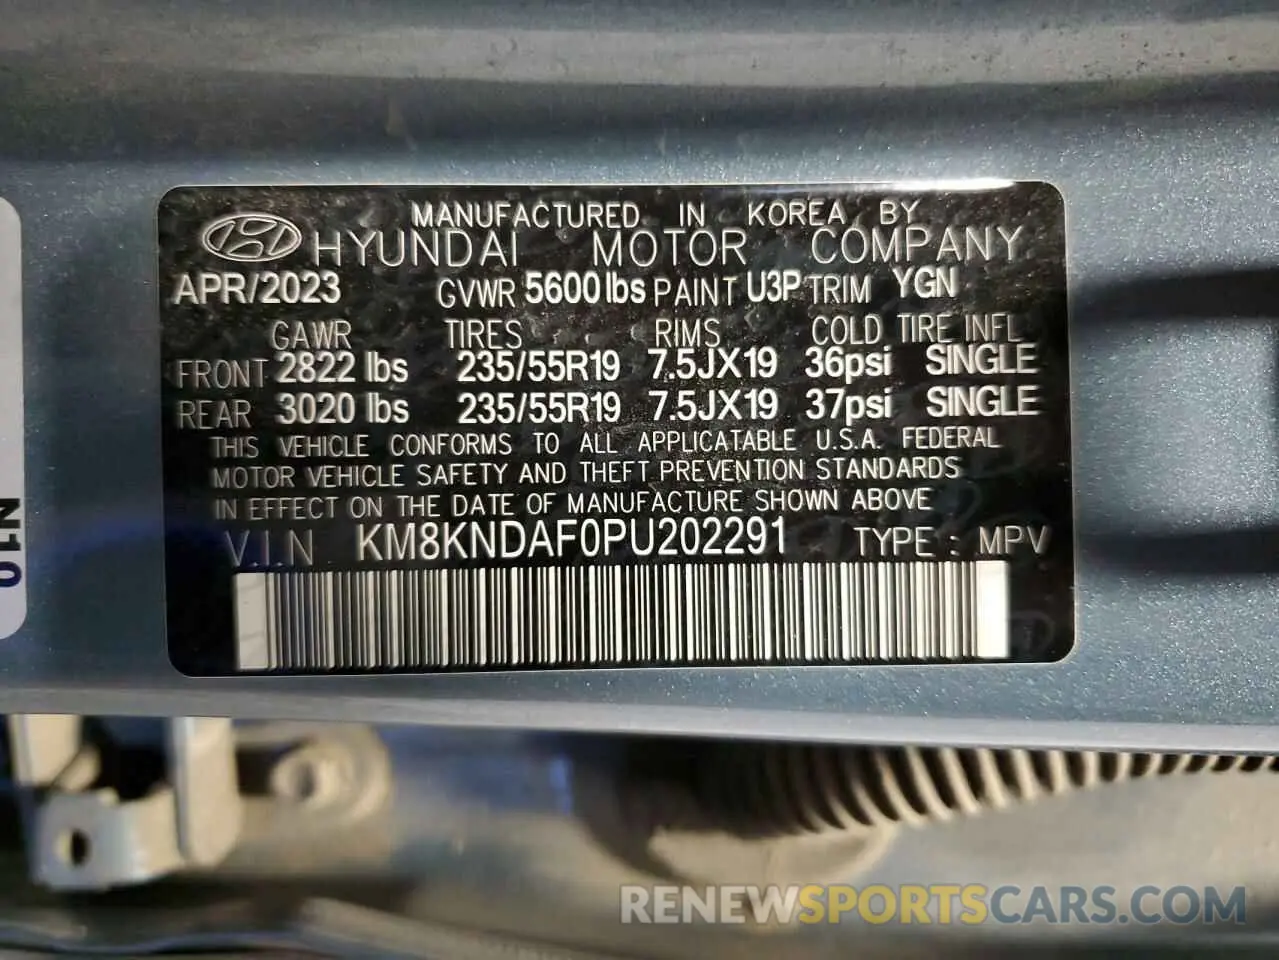 MANUFACTURED IN KOREA BY
HYUNDAI MOTOR COMPANY
APR/2023 GVWR 5600lbs PAINT U3P TRIM YGN
GAWR TIRES RIMS COLD TIRE INFL
FRONT 2822 lbs 235/55R19 7.5JX19 36psi SINGLE
REAR 3020 lbs 235/55R19 7.5JX19 37psi SINGLE
THIS VEHICLE CONFORMS TO ALL APPLICATABLE U.S.A. FEDERAL
MOTOR VEHICLE SAFETY AND THEFT PREVENTION STANDARDS
IN EFFECT ON THE DATE OF MANUFACTURE SHOWN ABOVE
V.I.N KM8KNDAF0PU202291 TYPE : MPV
N10
RENEWSPORTSCARS.COM